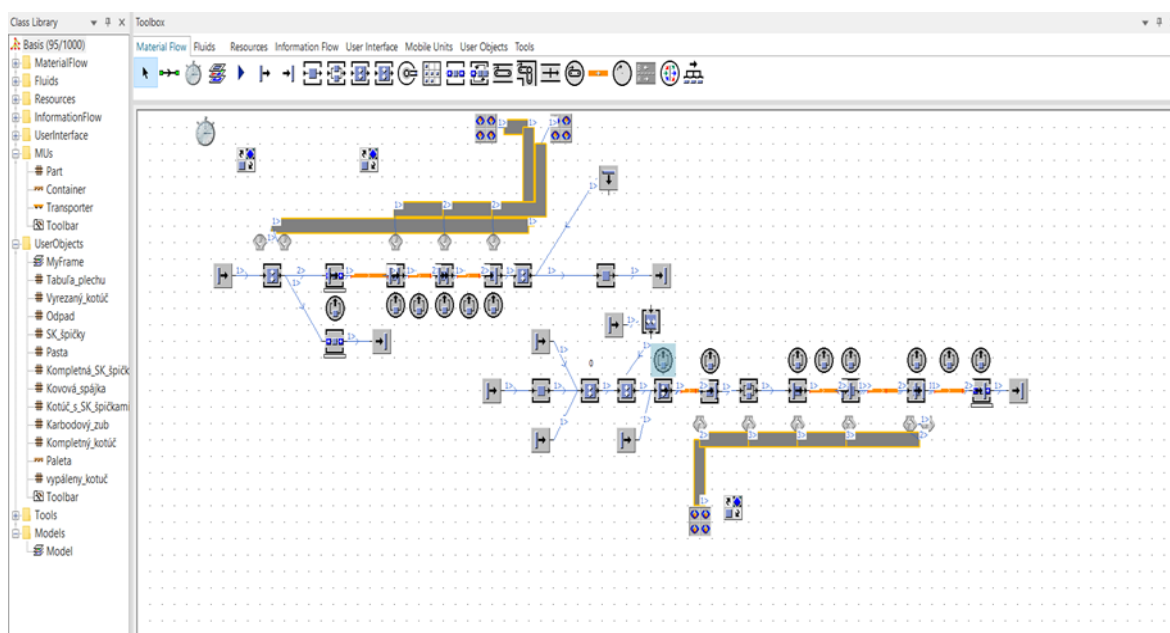 Class Library
Toolbox
Basis (95/1000)
MaterialFlow
Fluids
Resources
InformationFlow
UserInterface
MUs
Part
Container
Transporter
Toolbar
UserObjects
MyFrame
Tabuľa_plechu
Vyrezaný_kotúč
Odpad
SK_špičky
Pasta
Kompletná_SK_špičk
Kovová_spájka
Kotúč_s_SK_špičkami
Karbodový_zub
Kompletný_kotúč
Paleta
vypáleny_kotuč
Toolbar
Tools
Models
Model
Material Flow Fluids Resources Information Flow User Interface Mobile Units User Objects Tools